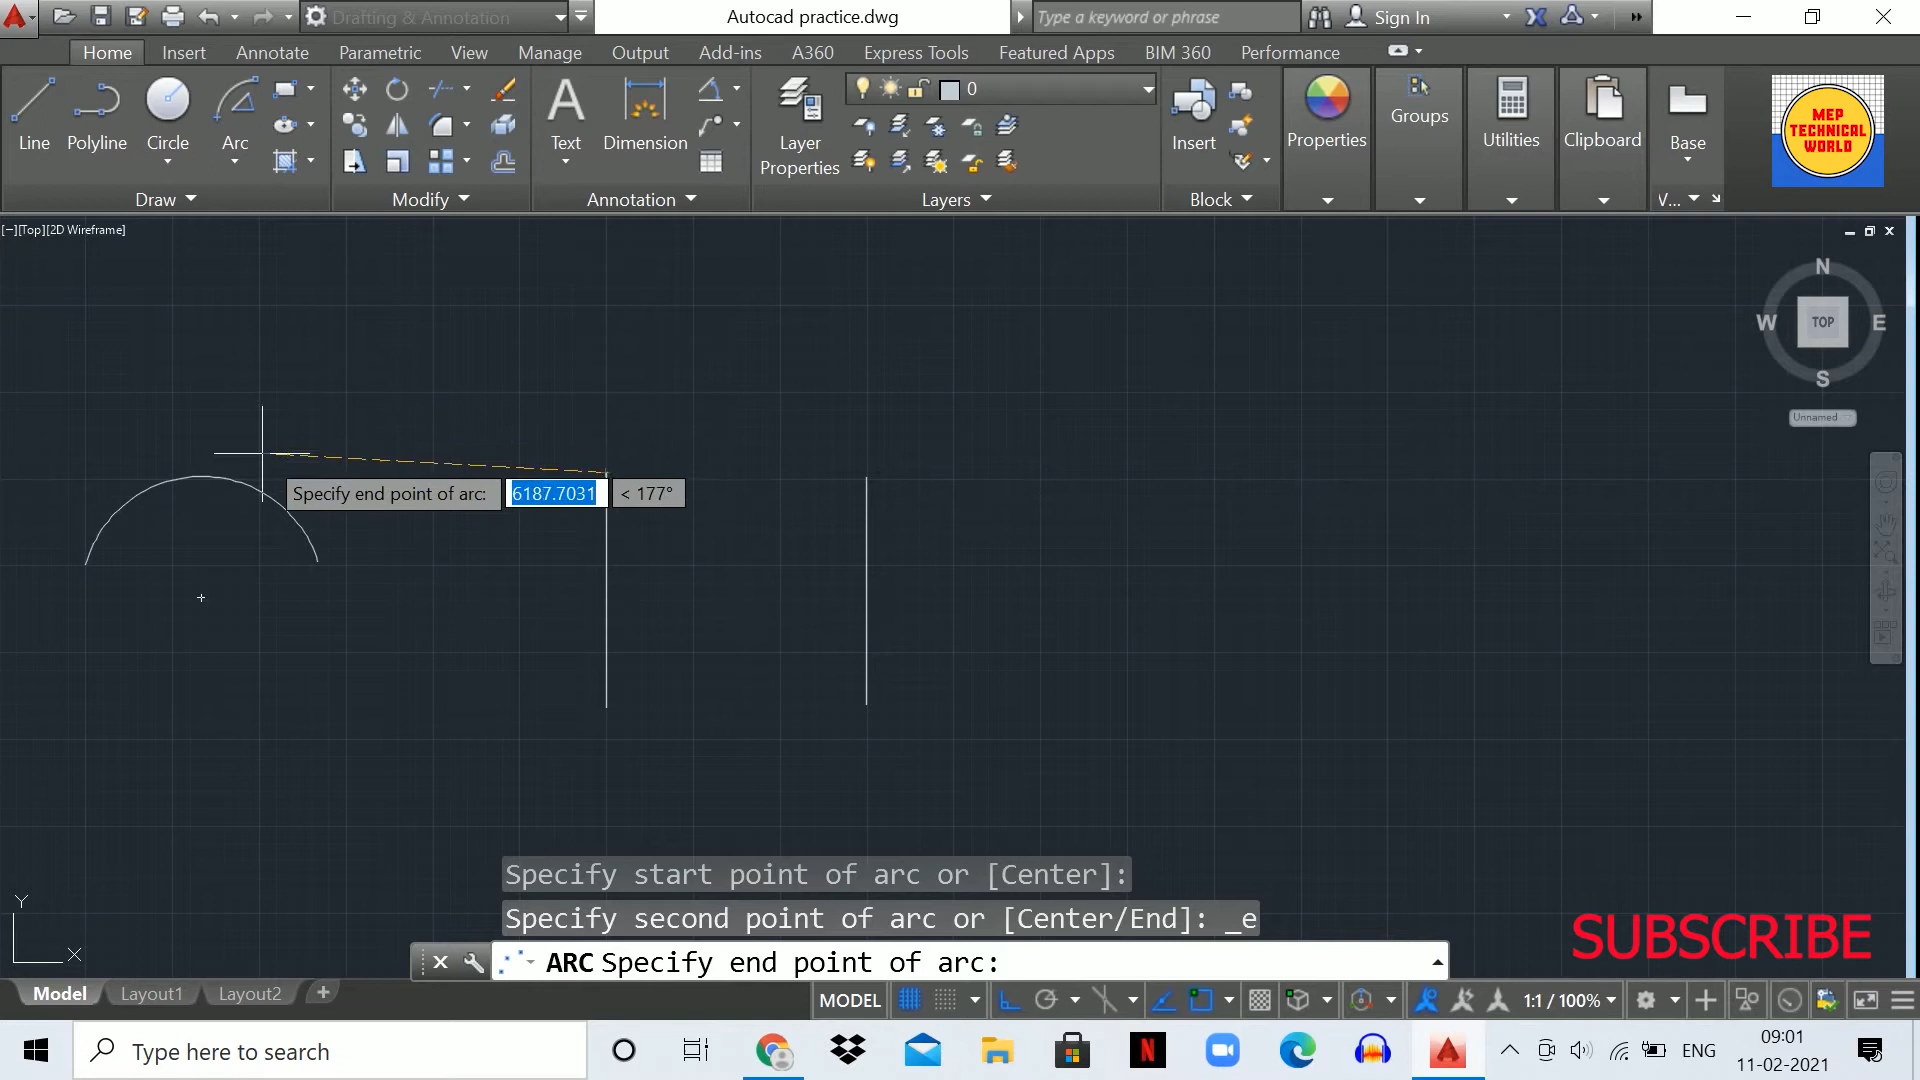 Drafting & Annotation
Autocad practice.dwg
Type a keyword or phrase
Sign In
Home Insert Annotate Parametric View Manage Output Add-ins A360 Express Tools Featured Apps BIM 360 Performance
Line Polyline Circle Arc
Text Dimension
Layer Properties
0
Insert
Properties
Groups
Utilities
Clipboard
Base
MEP
TECHNICAL
WORLD
Draw Modify Annotation Layers Block V...
[−][Top][2D Wireframe]
N
W TOP E
S
Unnamed
Specify end point of arc: 6187.7031 < 177°
Specify start point of arc or [Center]:
Specify second point of arc or [Center/End]: _e
ARC Specify end point of arc:
SUBSCRIBE
Y
X
Model Layout1 Layout2 +
MODEL 1:1 / 100%
Type here to search
ENG
09:01
11-02-2021